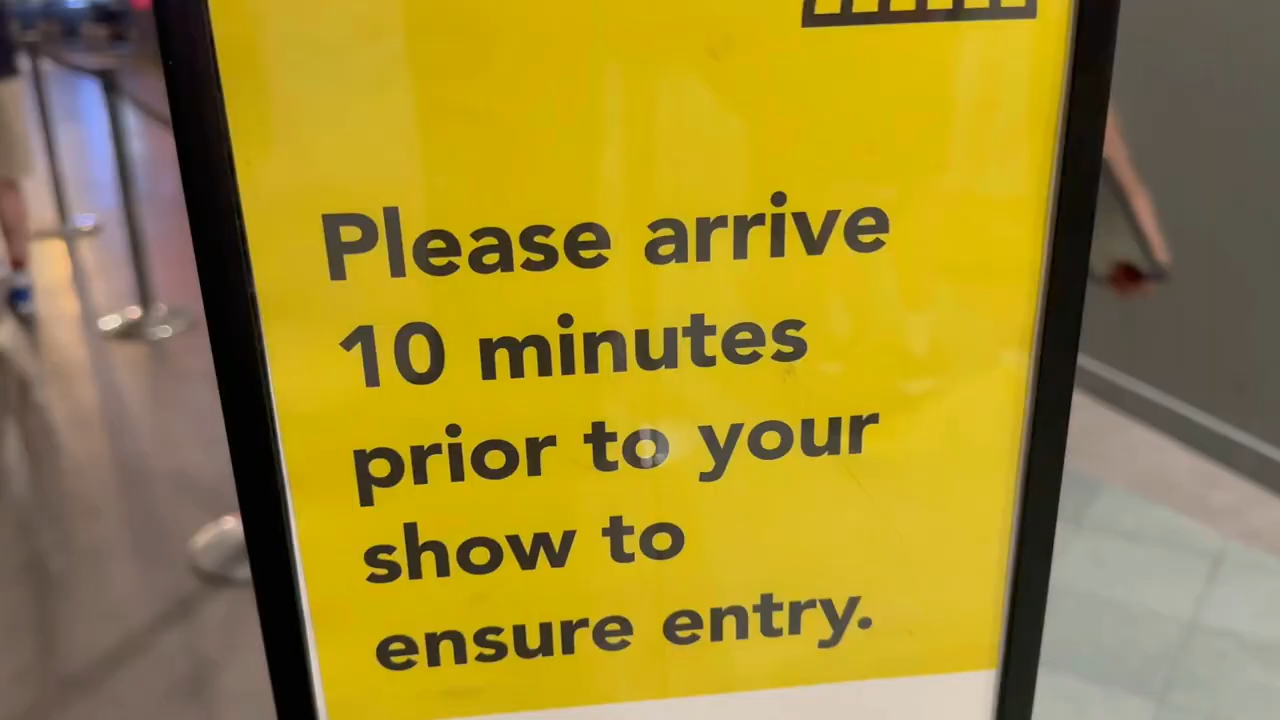 Please arrive
10 minutes
prior to your
show to
ensure entry.